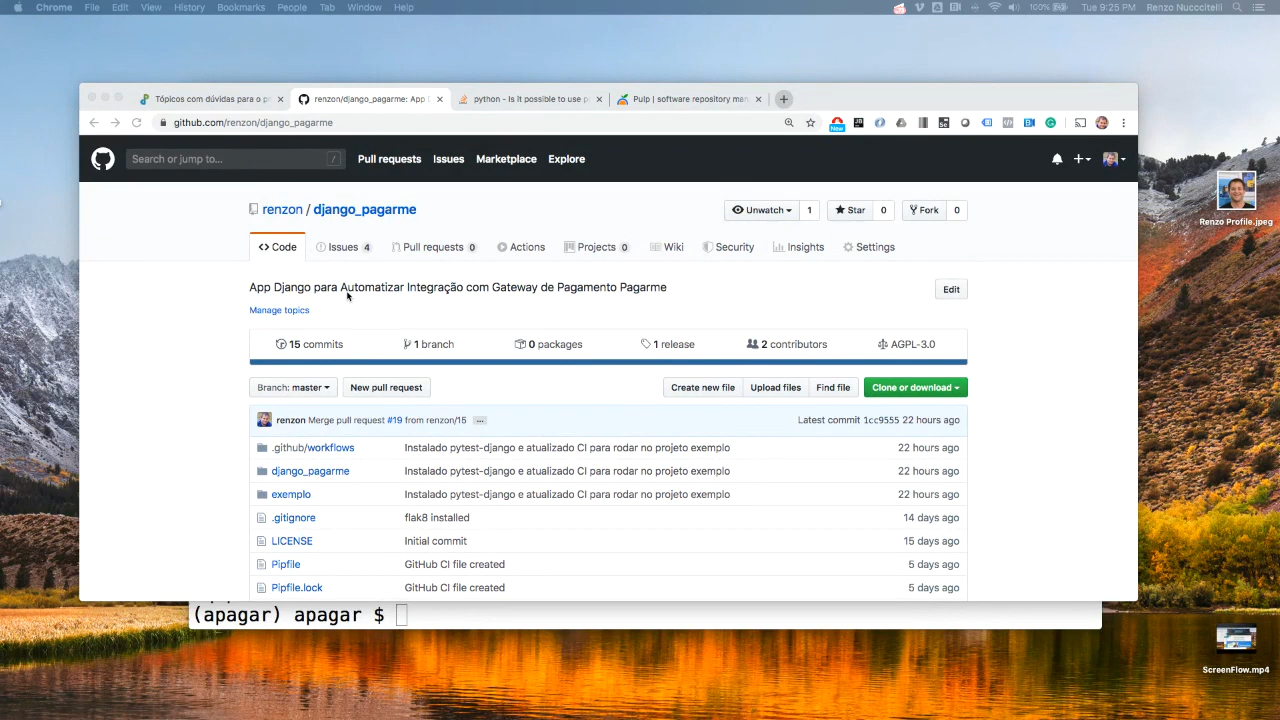 Chrome File Edit View History Bookmarks People Tab Window Help 100% Tue 9:25 PM Renzo Nuccitelli
Tópicos com dúvidas para o p renzon/django_pagarme: App python - Is it possible to use p Pulp | software repository man
github.com/renzon/django_pagarme New
Search or jump to... / Pull requests Issues Marketplace Explore
renzon / django_pagarme Unwatch 1 Star 0 Fork 0
Code Issues 4 Pull requests 0 Actions Projects 0 Wiki Security Insights Settings
App Django para Automatizar Integração com Gateway de Pagamento Pagarme Edit
Manage topics
15 commits 1 branch 0 packages 1 release 2 contributors AGPL-3.0
Branch: master New pull request Create new file Upload files Find file Clone or download
renzon Merge pull request #19 from renzon/15 ... Latest commit 1cc9555 22 hours ago
.github/workflows Instalado pytest-django e atualizado CI para rodar no projeto exemplo 22 hours ago
django_pagarme Instalado pytest-django e atualizado CI para rodar no projeto exemplo 22 hours ago
exemplo Instalado pytest-django e atualizado CI para rodar no projeto exemplo 22 hours ago
.gitignore flak8 installed 14 days ago
LICENSE Initial commit 15 days ago
Pipfile GitHub CI file created 5 days ago
Pipfile.lock GitHub CI file created 5 days ago
(apagar) apagar $
Renzo Profile.jpeg
ScreenFlow.mp4